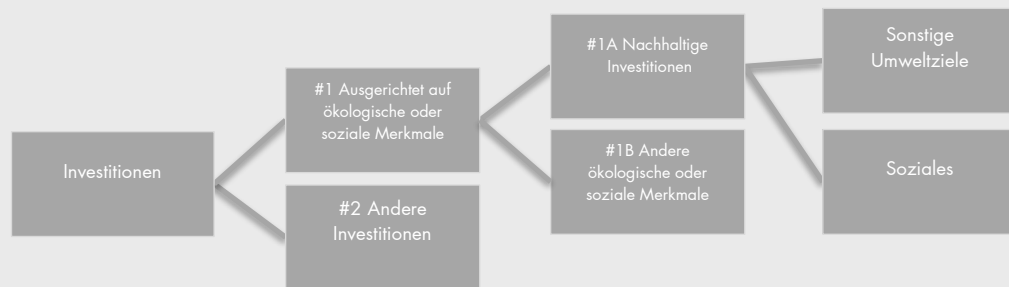 Investitionen
#1 Ausgerichtet auf
ökologische oder
soziale Merkmale
#2 Andere
Investitionen
#1A Nachhaltige
Investitionen
#1B Andere
ökologische oder
soziale Merkmale
Sonstige
Umweltziele
Soziales